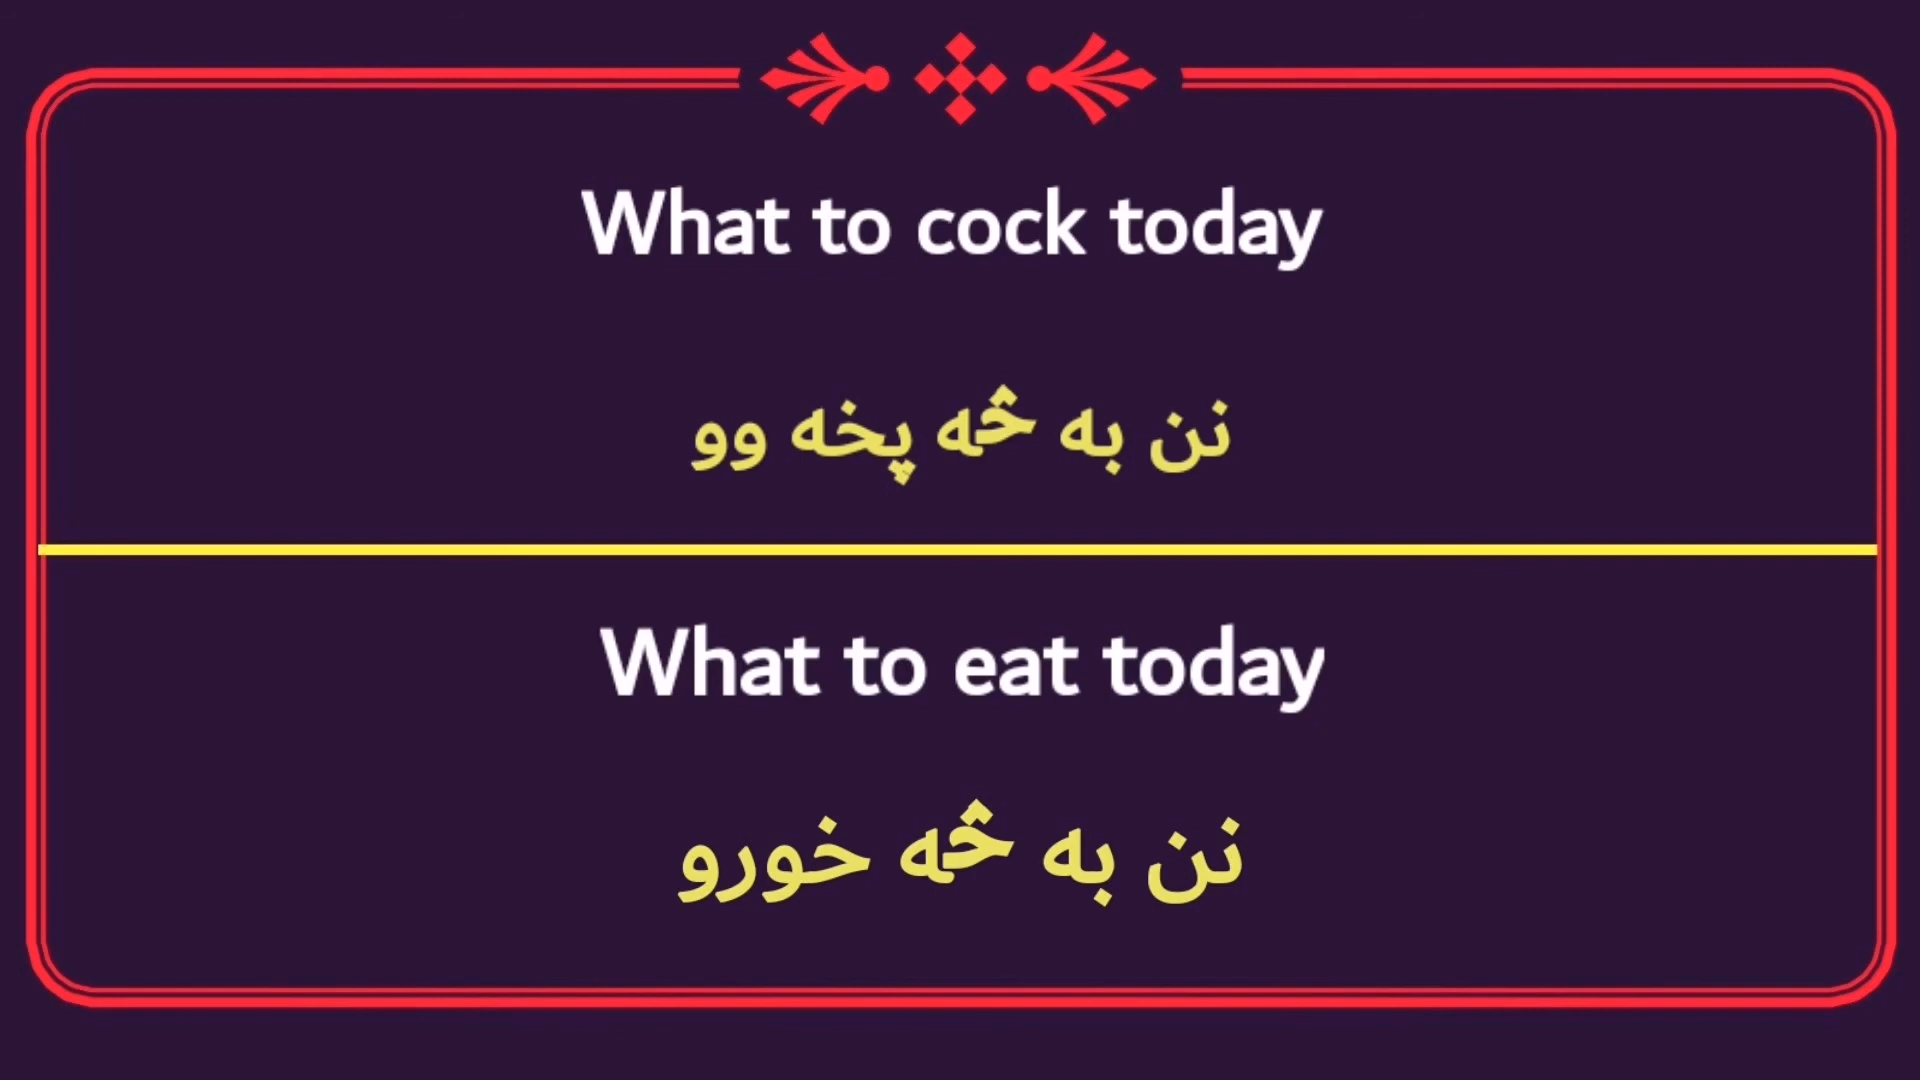 What to cock today
نن به څه پخه وو
What to eat today
نن به څه خورو